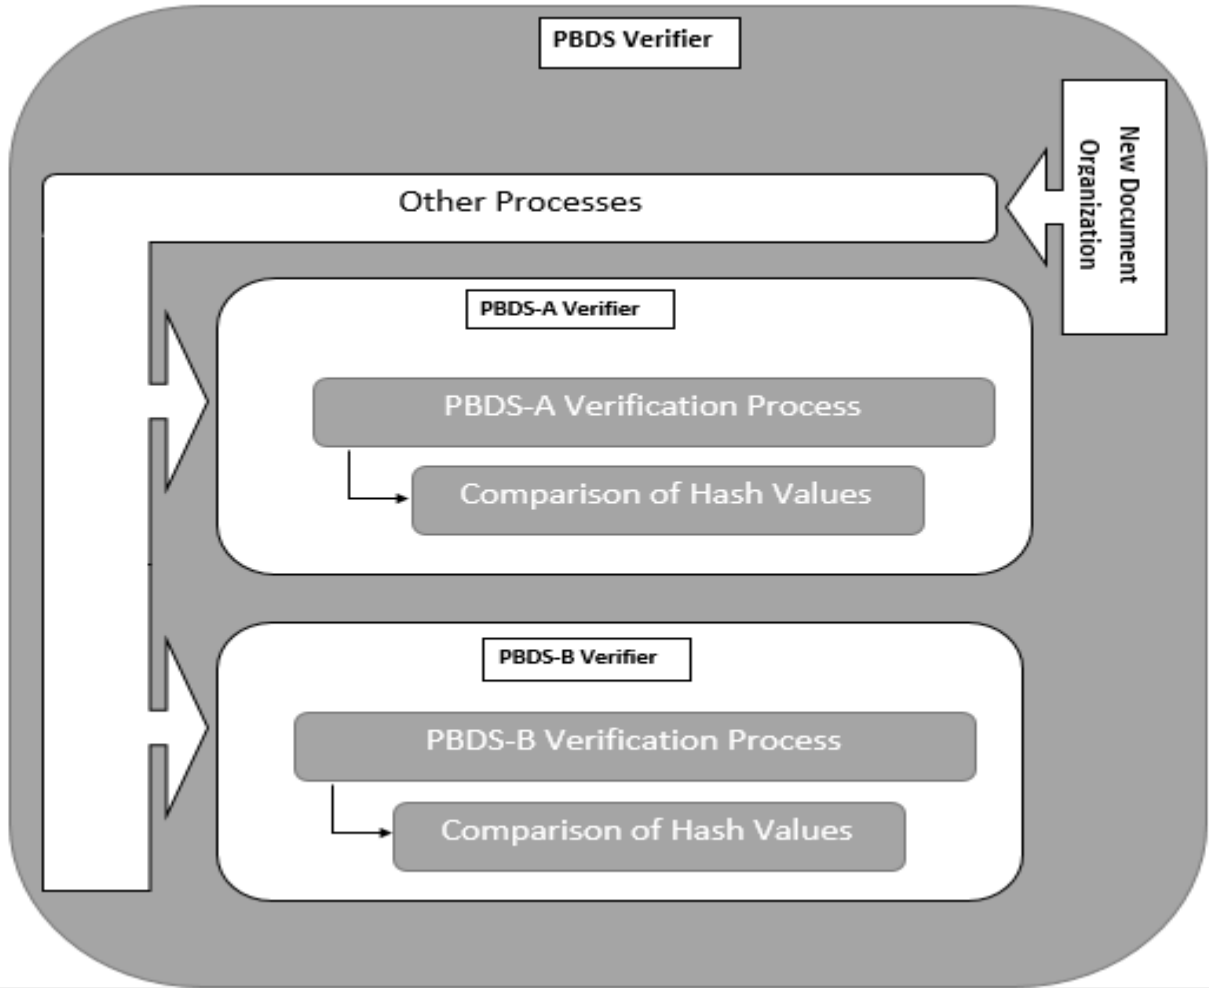 PBDS Verifier
New Document
Organization
Other Processes
PBDS-A Verifier
PBDS-A Verification Process
Comparison of Hash Values
PBDS-B Verifier
PBDS-B Verification Process
Comparison of Hash Values